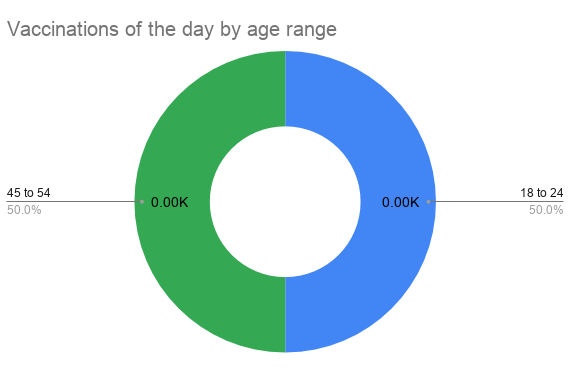 Vaccinations of the day by age range
45 to 54
50.0%
0.00K
0.00K
18 to 24
50.0%